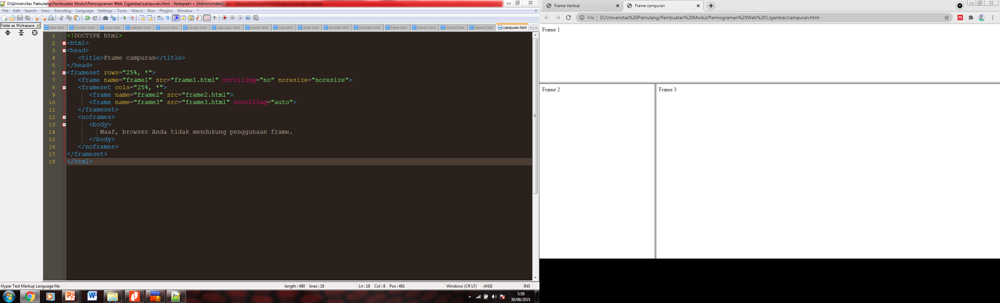 D:\Universitas Pamulang\Pembuatan Modul\Pemrograman Web 1\gambar\campuran.html - Notepad++ [Administrator]
File Edit Search View Encoding Language Settings Tools Macro Run Plugins Window ? X
Folder as Workspace
date.html function.html array.html validate.html arrayy.html derajat.html calculator.html swicth.html loop.html while.html dowhile.html bintodec.html frame.html frame1.html frame2.html frame3.html campuran.html
1 <!DOCTYPE html>
2 <html>
3 <head>
4 <title>Frame campuran</title>
5 </head>
6 <frameset rows="25%, *">
7 <frame name="frame1" src="frame1.html" scrolling="no" noresize="noresize">
8 <frameset cols="25%, *">
9 <frame name="frame2" src="frame2.html">
10 <frame name="frame3" src="frame3.html" scrolling="auto">
11 </frameset>
12 <noframes>
13 <body>
14 Maaf, browser Anda tidak mendukung penggunaan frame.
15 </body>
16 </noframes>
17 </frameset>
18 </html>
Hyper Text Markup Language file length : 480 lines : 18 Ln : 18 Col : 8 Pos : 481 Windows (CR LF) ANSI INS
5:59
30/08/2021
Frame Vertical Frame campuran
File D:/Universitas%20Pamulang/Pembuatan%20Modul/Pemrograman%20Web%201/gambar/campuran.html
Frame 1
Frame 2
Frame 3